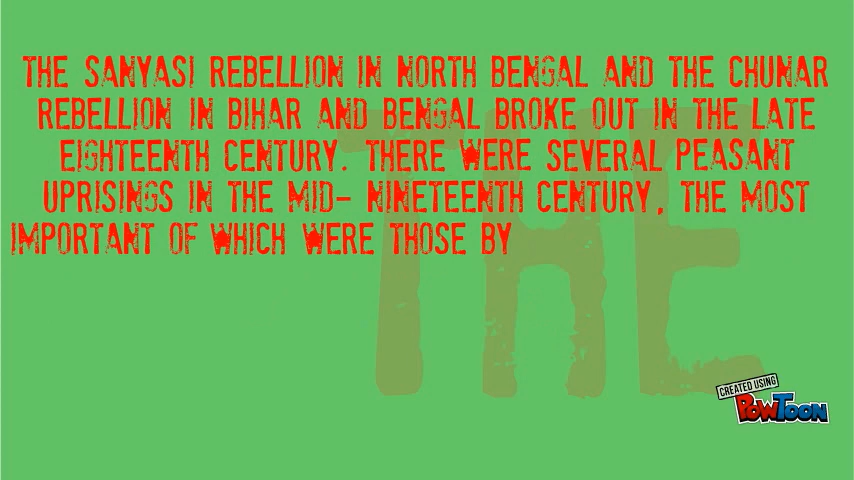 THE SANYASI REBELLION IN NORTH BENGAL AND THE CHUNAR
REBELLION IN BIHAR AND BENGAL BROKE OUT IN THE LATE
EIGHTEENTH CENTURY. THERE WERE SEVERAL PEASANT
UPRISINGS IN THE MID- NINETEENTH CENTURY, THE MOST
IMPORTANT OF WHICH WERE THOSE BY
THE
CREATED USING
POWTOON